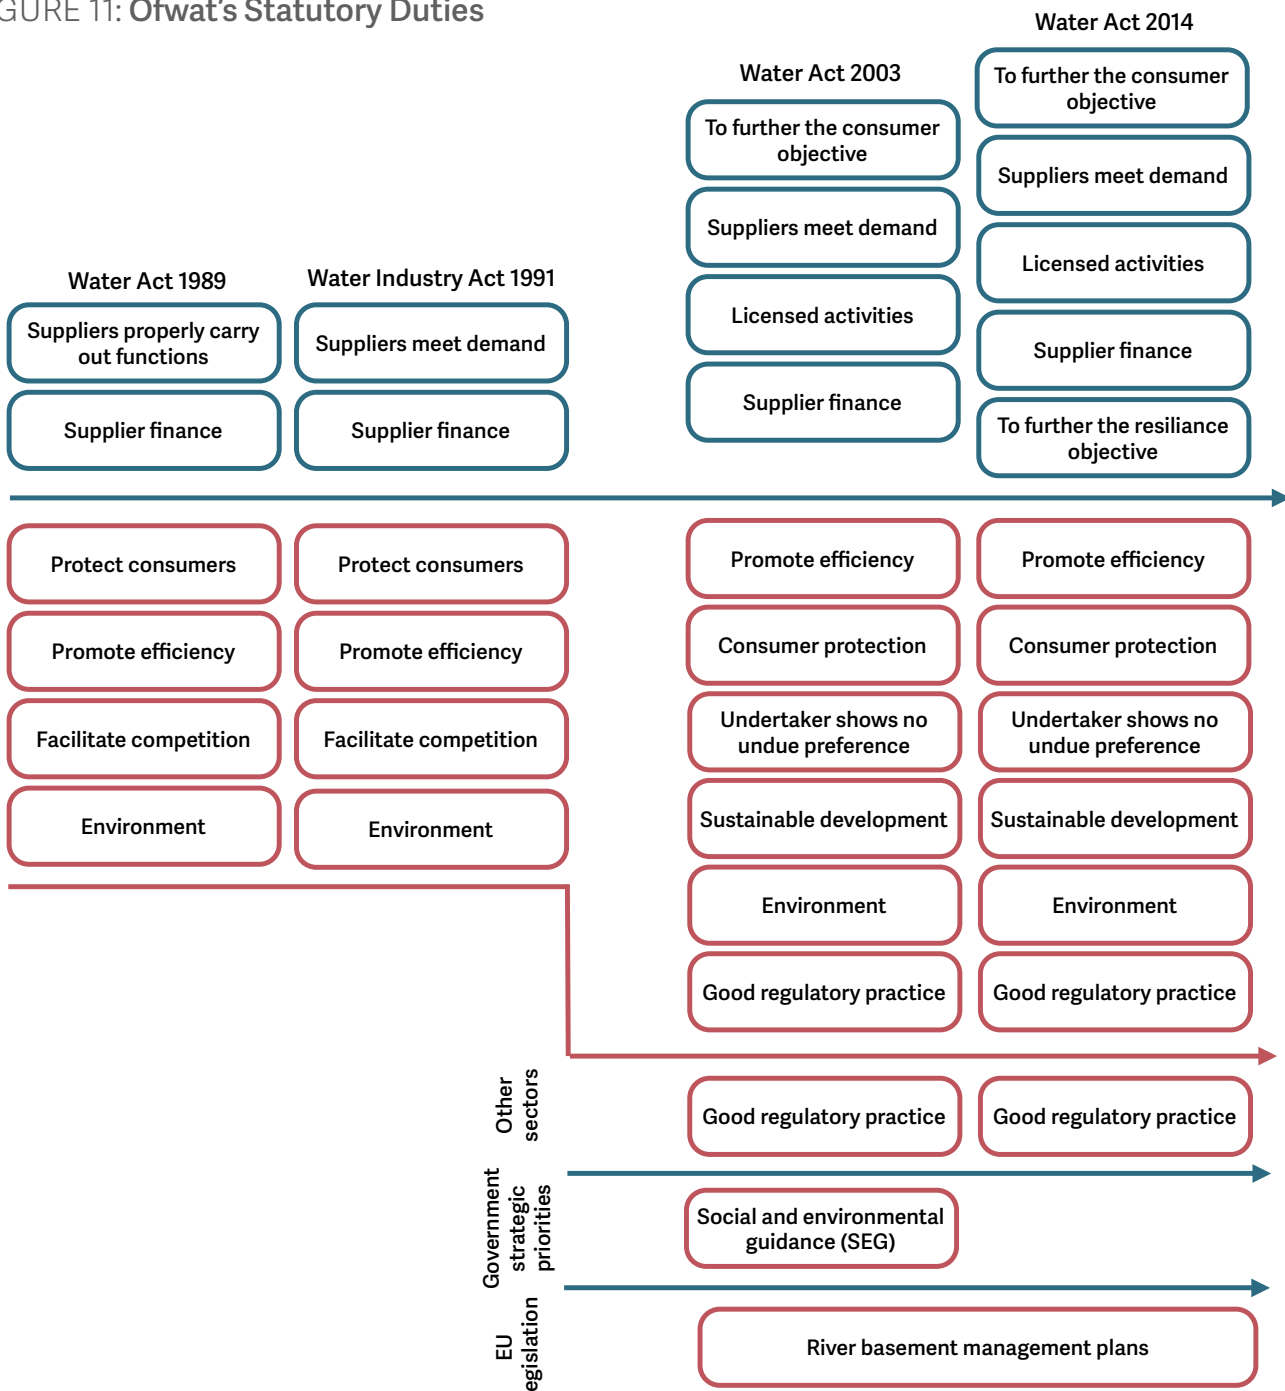 GURE 11: Ofwat's Statutory Duties
Water Act 1989
Suppliers properly carry
out functions
Supplier finance
Water Industry Act 1991
Suppliers meet demand
Supplier finance
Water Act 2003
To further the consumer
objective
Suppliers meet demand
Licensed activities
Supplier finance
Water Act 2014
To further the consumer
objective
Suppliers meet demand
Licensed activities
Supplier finance
To further the resiliance
objective
Protect consumers
Promote efficiency
Facilitate competition
Environment
Protect consumers
Promote efficiency
Facilitate competition
Environment
Promote efficiency
Consumer protection
Undertaker shows no
undue preference
Sustainable development
Environment
Good regulatory practice
Promote efficiency
Consumer protection
Undertaker shows no
undue preference
Sustainable development
Environment
Good regulatory practice
Other
sectors
Good regulatory practice
Good regulatory practice
Government
strategic
priorities
Social and environmental
guidance (SEG)
EU
egislation
River basement management plans